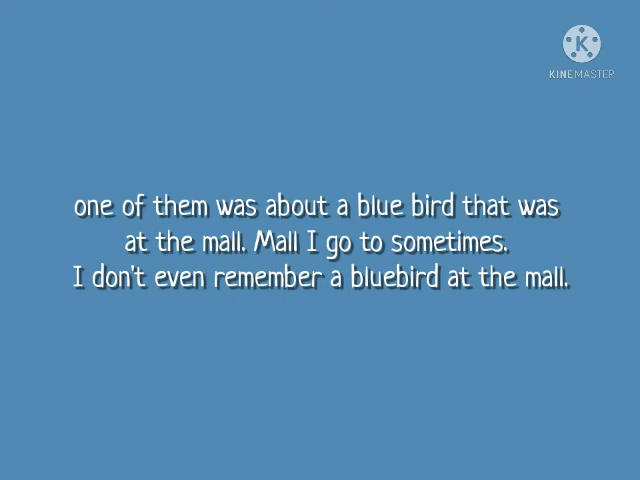 KINEMASTER
one of them was about a blue bird that was
at the mall. Mall I go to sometimes.
I don't even remember a bluebird at the mall.